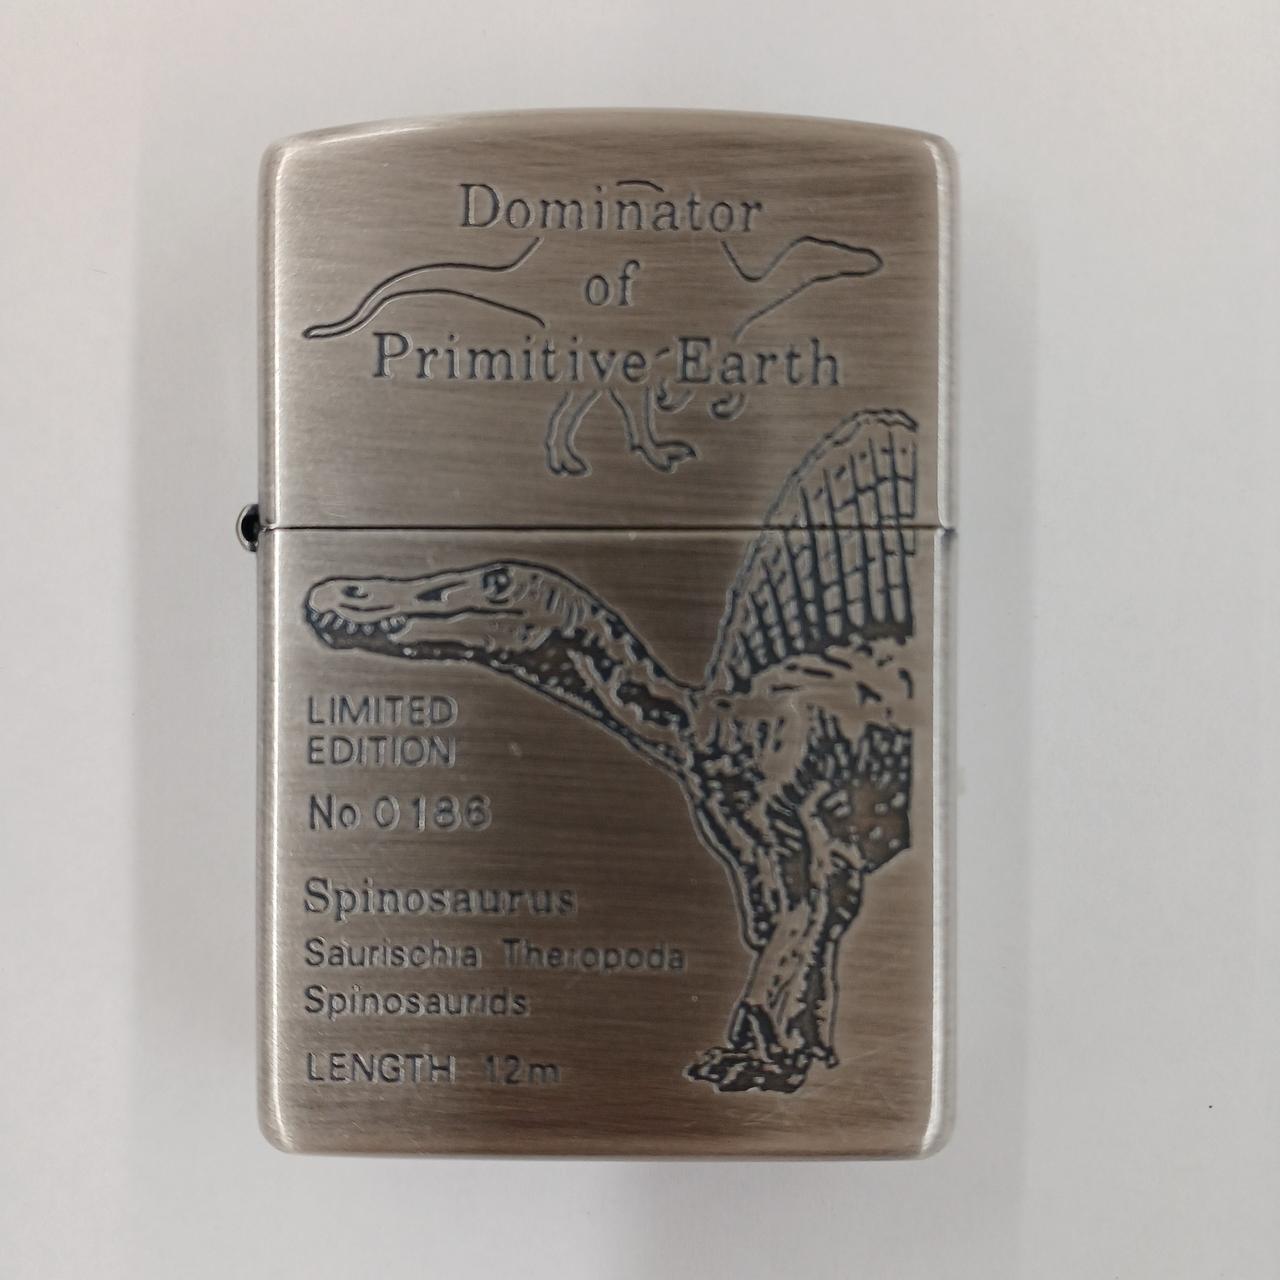 Dominator
of
Primitive Earth
LIMITED
EDITION
No 0186
Spinosaurus
Saurischia Theropoda
Spinosaurids
LENGTH 12m